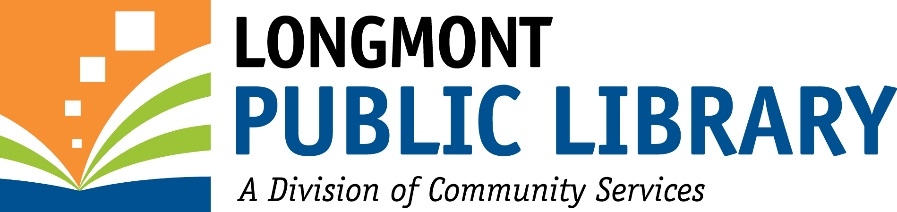 LONGMONT
PUBLIC LIBRARY
A Division of Community Services